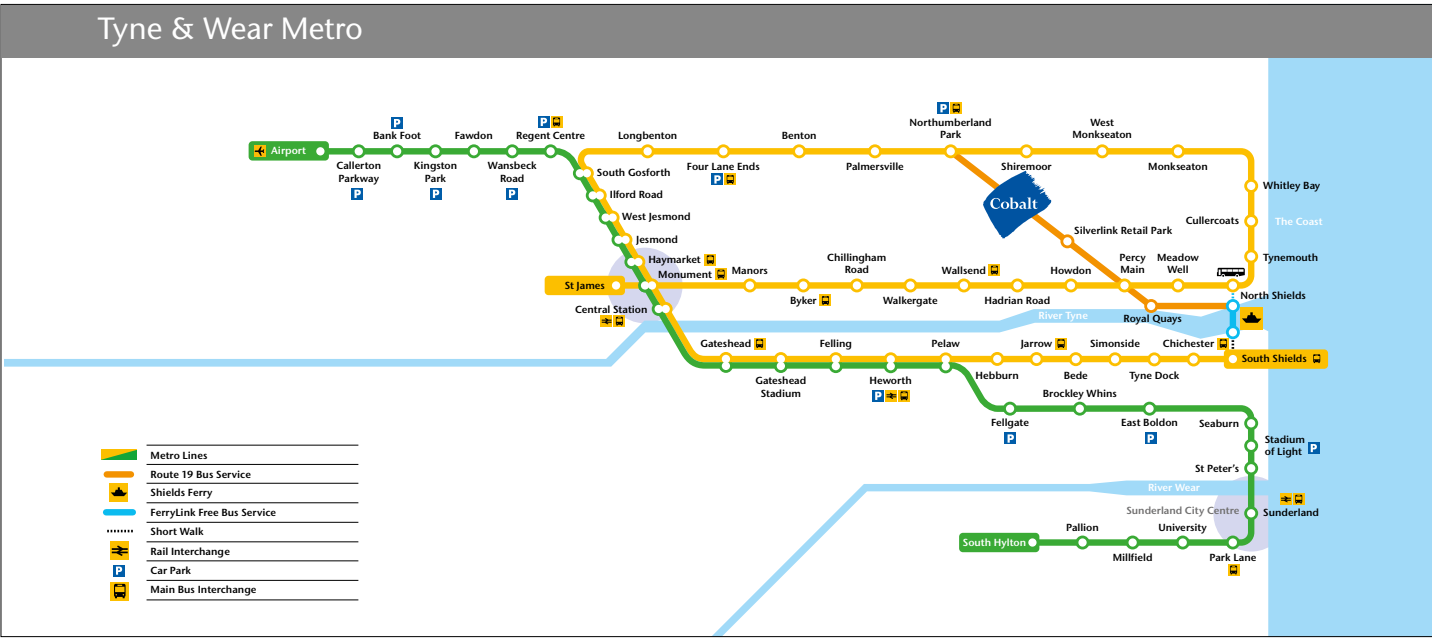 Tyne & Wear Metro
P
P
Northumberland
Park
West
Monkseaton
P
Bank Foot
Fawdon
P
Regent Centre
Longbenton
Benton
Airport
Callerton
Parkway
P
Kingston
Park
P
Wansbeck
Road
P
South Gosforth
Four Lane Ends
P
Palmersville
Shiremoor
Monkseaton
Ilford Road
Whitley Bay
West Jesmond
Cobalt
Cullercoats
The Coast
Jesmond
Silverlink Retail Park
Haymarket
Monument
Manors
Chillingham
Road
Wallsend
Howdon
Percy
Main
Meadow
Well
Tynemouth
St James
Byker
Walkergate
Hadrian Road
North Shields
Central Station
River Tyne
Royal Quays
Gateshead
Felling
Pelaw
Jarrow
Simonside
Chichester
South Shields
Gateshead
Stadium
Heworth
P
Hebburn
Bede
Tyne Dock
Brockley Whins
Fellgate
P
East Boldon
P
Seaburn
Stadium
of Light
P
St Peter's
River Wear
Sunderland City Centre
Sunderland
South Hylton
Pallion
University
Millfield
Park Lane
Metro Lines
Route 19 Bus Service
Shields Ferry
FerryLink Free Bus Service
Short Walk
Rail Interchange
P
Car Park
Main Bus Interchange